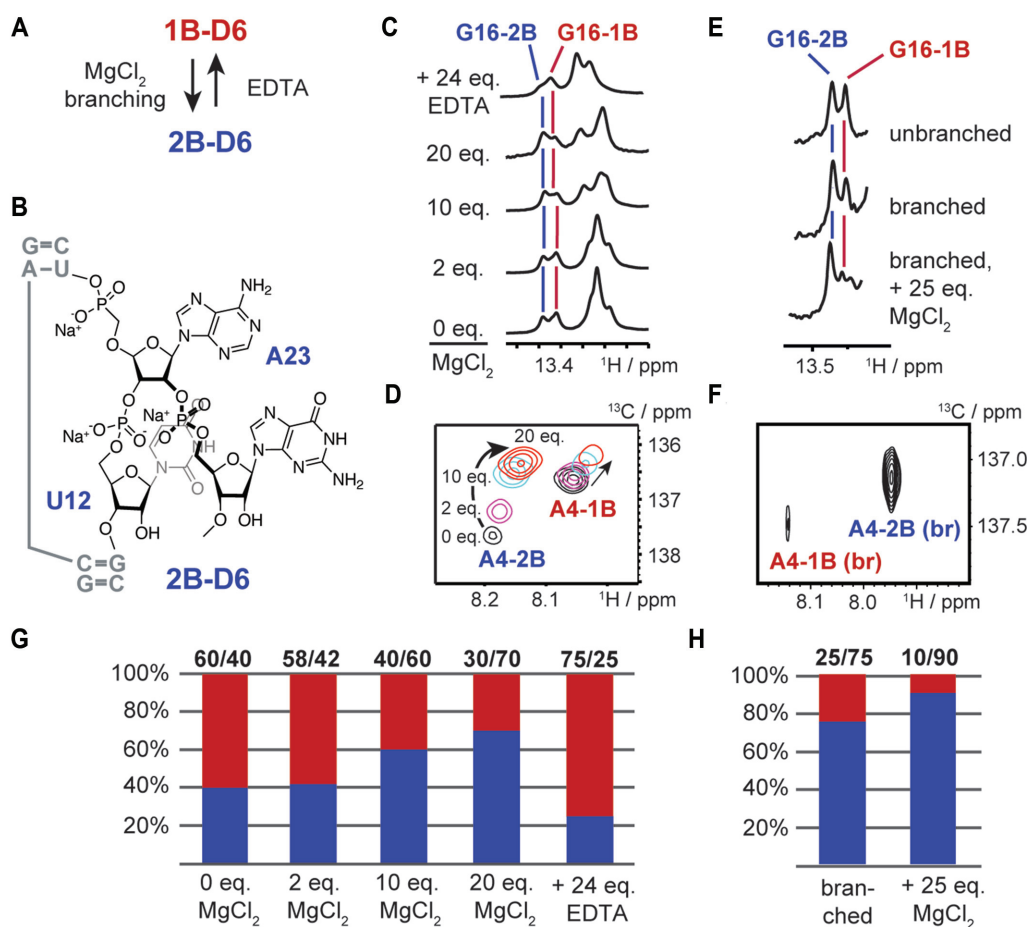 A
1B-D6
MgCl2
branching
EDTA
2B-D6
B
G=C
A–U
O
P
O
-O
Na+
O
N
N
N
N
NH2
A23
O
O
Na+
-O
P
O
O-
Na+
O
P
O
O
NH
N
O
O
N
N
N
O
NH
NH2
U12
O
O
OH
O
O
OH
C=G
G=C
2B-D6
C
G16-2B
G16-1B
+ 24 eq.
EDTA
20 eq.
10 eq.
2 eq.
0 eq.
MgCl2
13.4
1H / ppm
D
13C / ppm
20 eq.
10 eq.
2 eq.
0 eq.
A4-1B
A4-2B
136
137
138
8.2
8.1
1H / ppm
E
G16-2B
G16-1B
unbranched
branched
branched,
+ 25 eq.
MgCl2
13.5
1H / ppm
F
13C / ppm
137.0
A4-2B (br)
137.5
A4-1B (br)
8.1
8.0
1H / ppm
G
60/40
58/42
40/60
30/70
75/25
100%
80%
60%
40%
20%
0 eq.
MgCl2
2 eq.
MgCl2
10 eq.
MgCl2
20 eq.
MgCl2
+ 24 eq.
EDTA
H
25/75
10/90
100%
80%
60%
40%
20%
bran-
ched
+ 25 eq.
MgCl2